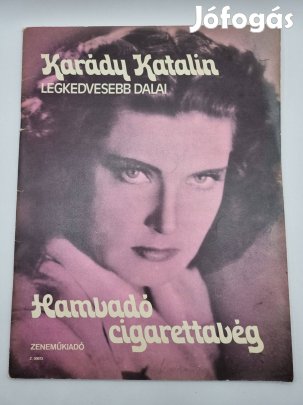 Jófogás
Karády Katalin
LEGKEDVESEBB DALAI
Hamvadó
cigarettavég
ZENEMŰKIADÓ